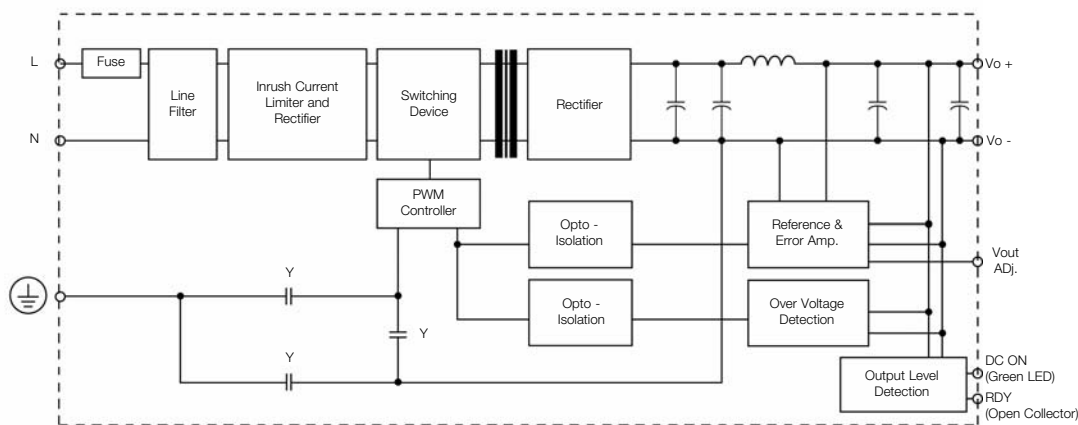 L
Fuse
Line
Filter
Inrush Current
Limiter and
Rectifier
Switching
Device
Rectifier
Vo +
N
Vo -
PWM
Controller
Opto -
Isolation
Reference &
Error Amp.
Vout
ADj.
Y
Opto -
Isolation
Over Voltage
Detection
Y
Y
Output Level
Detection
DC ON
(Green LED)
RDY
(Open Collector)